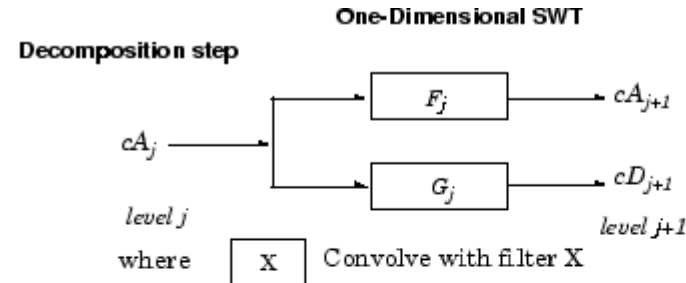 One-Dimensional SWT
Decomposition step
F_j
cA_{j+1}
cA_j
G_j
cD_{j+1}
level j
level j+1
where X Convolve with filter X